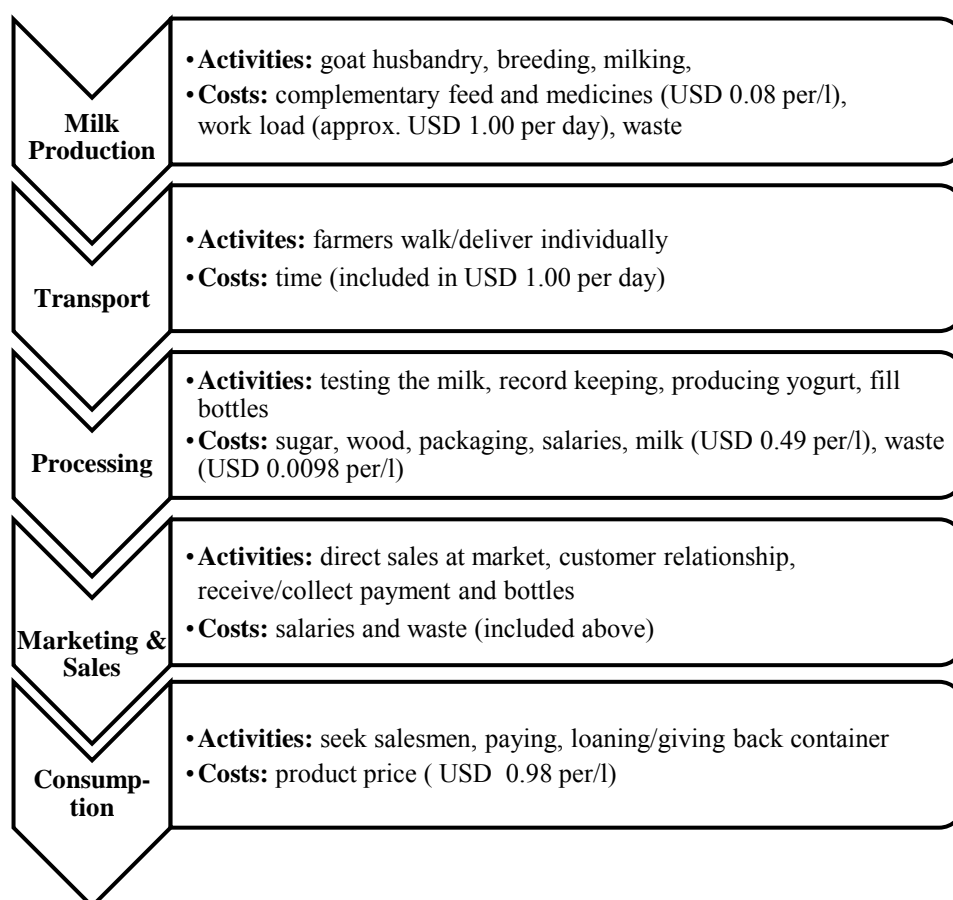 Milk
Production
•Activities: goat husbandry, breeding, milking,
•Costs: complementary feed and medicines (USD 0.08 per/l),
work load (approx. USD 1.00 per day), waste
Transport
•Activites: farmers walk/deliver individually
•Costs: time (included in USD 1.00 per day)
Processing
•Activities: testing the milk, record keeping, producing yogurt, fill
bottles
•Costs: sugar, wood, packaging, salaries, milk (USD 0.49 per/l), waste
(USD 0.0098 per/l)
Marketing &
Sales
•Activities: direct sales at market, customer relationship,
receive/collect payment and bottles
•Costs: salaries and waste (included above)
Consump-
tion
•Activities: seek salesmen, paying, loaning/giving back container
•Costs: product price ( USD 0.98 per/l)